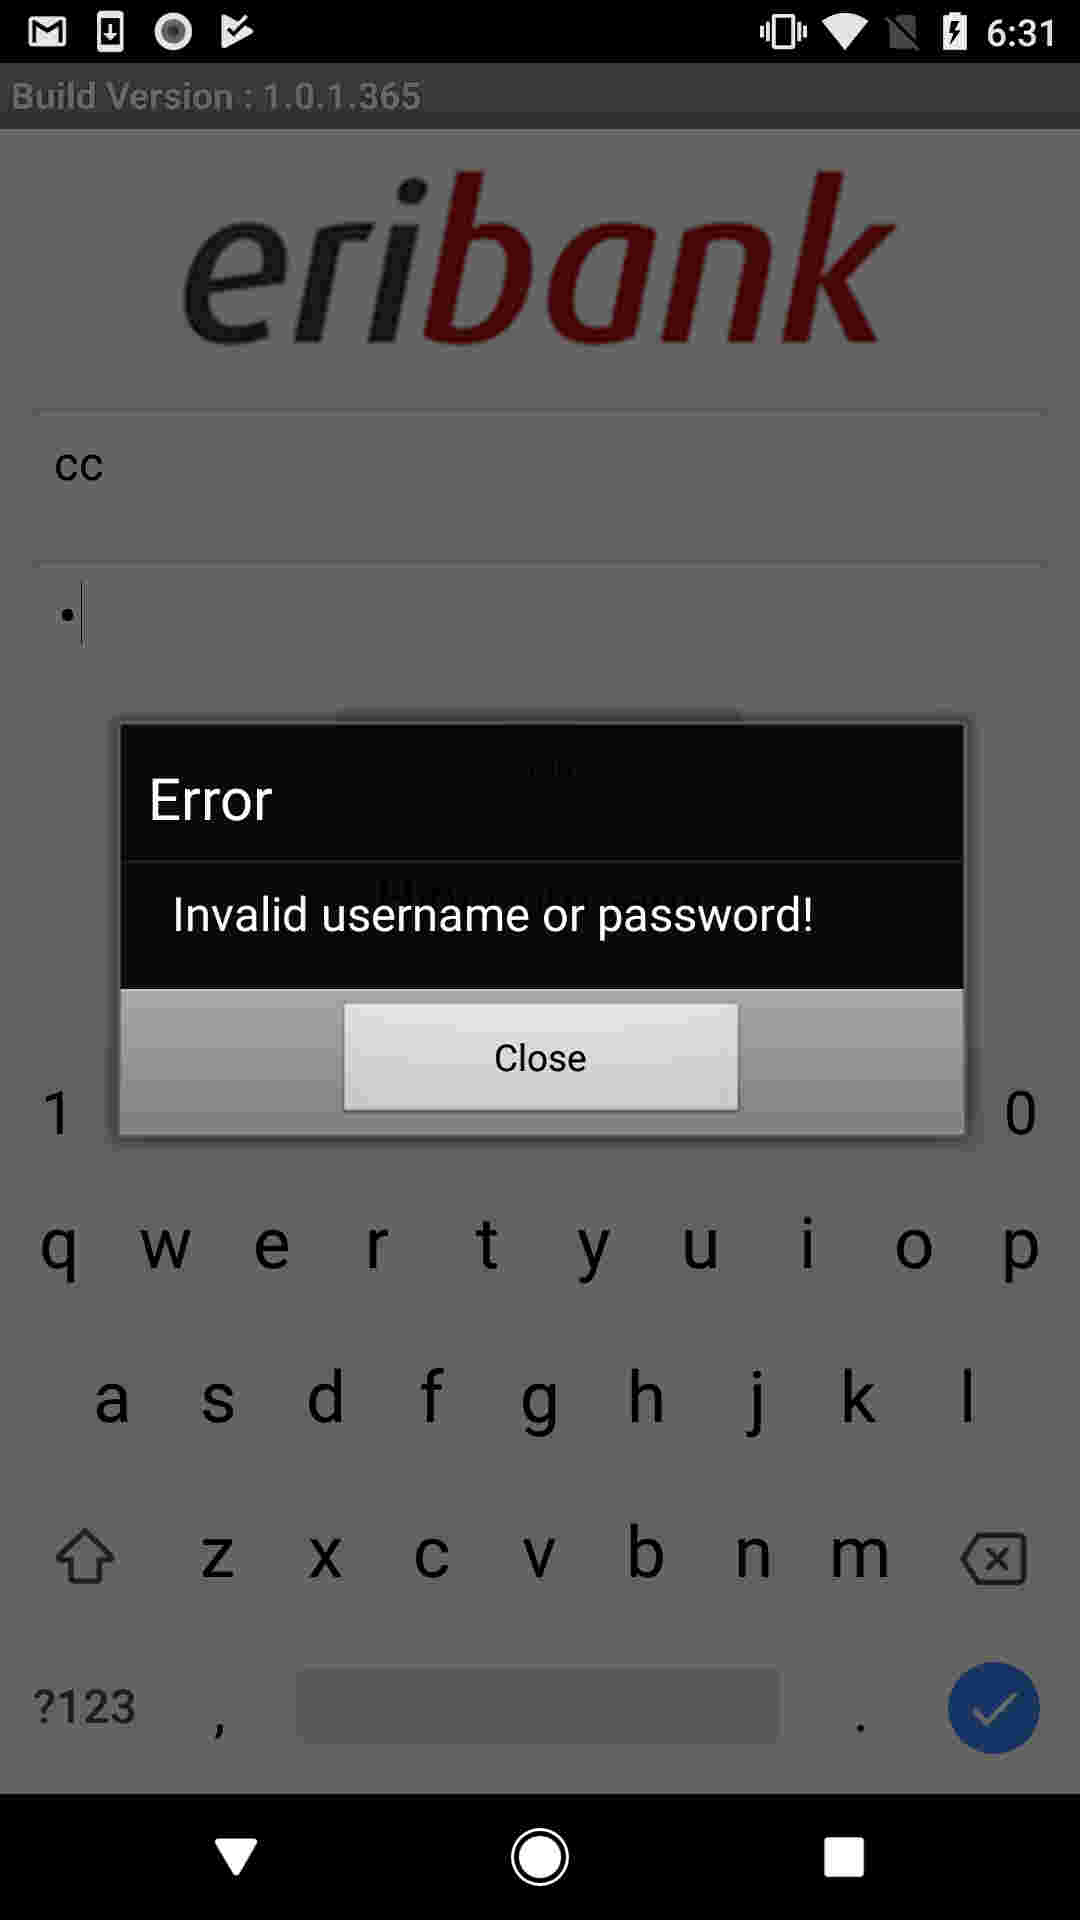 6:31
Build Version : 1.0.1.365
eribank
cc
•
Error
Invalid username or password!
Close
1 0
q w e r t y u i o p
a s d f g h j k l
z x c v b n m
?123 , .